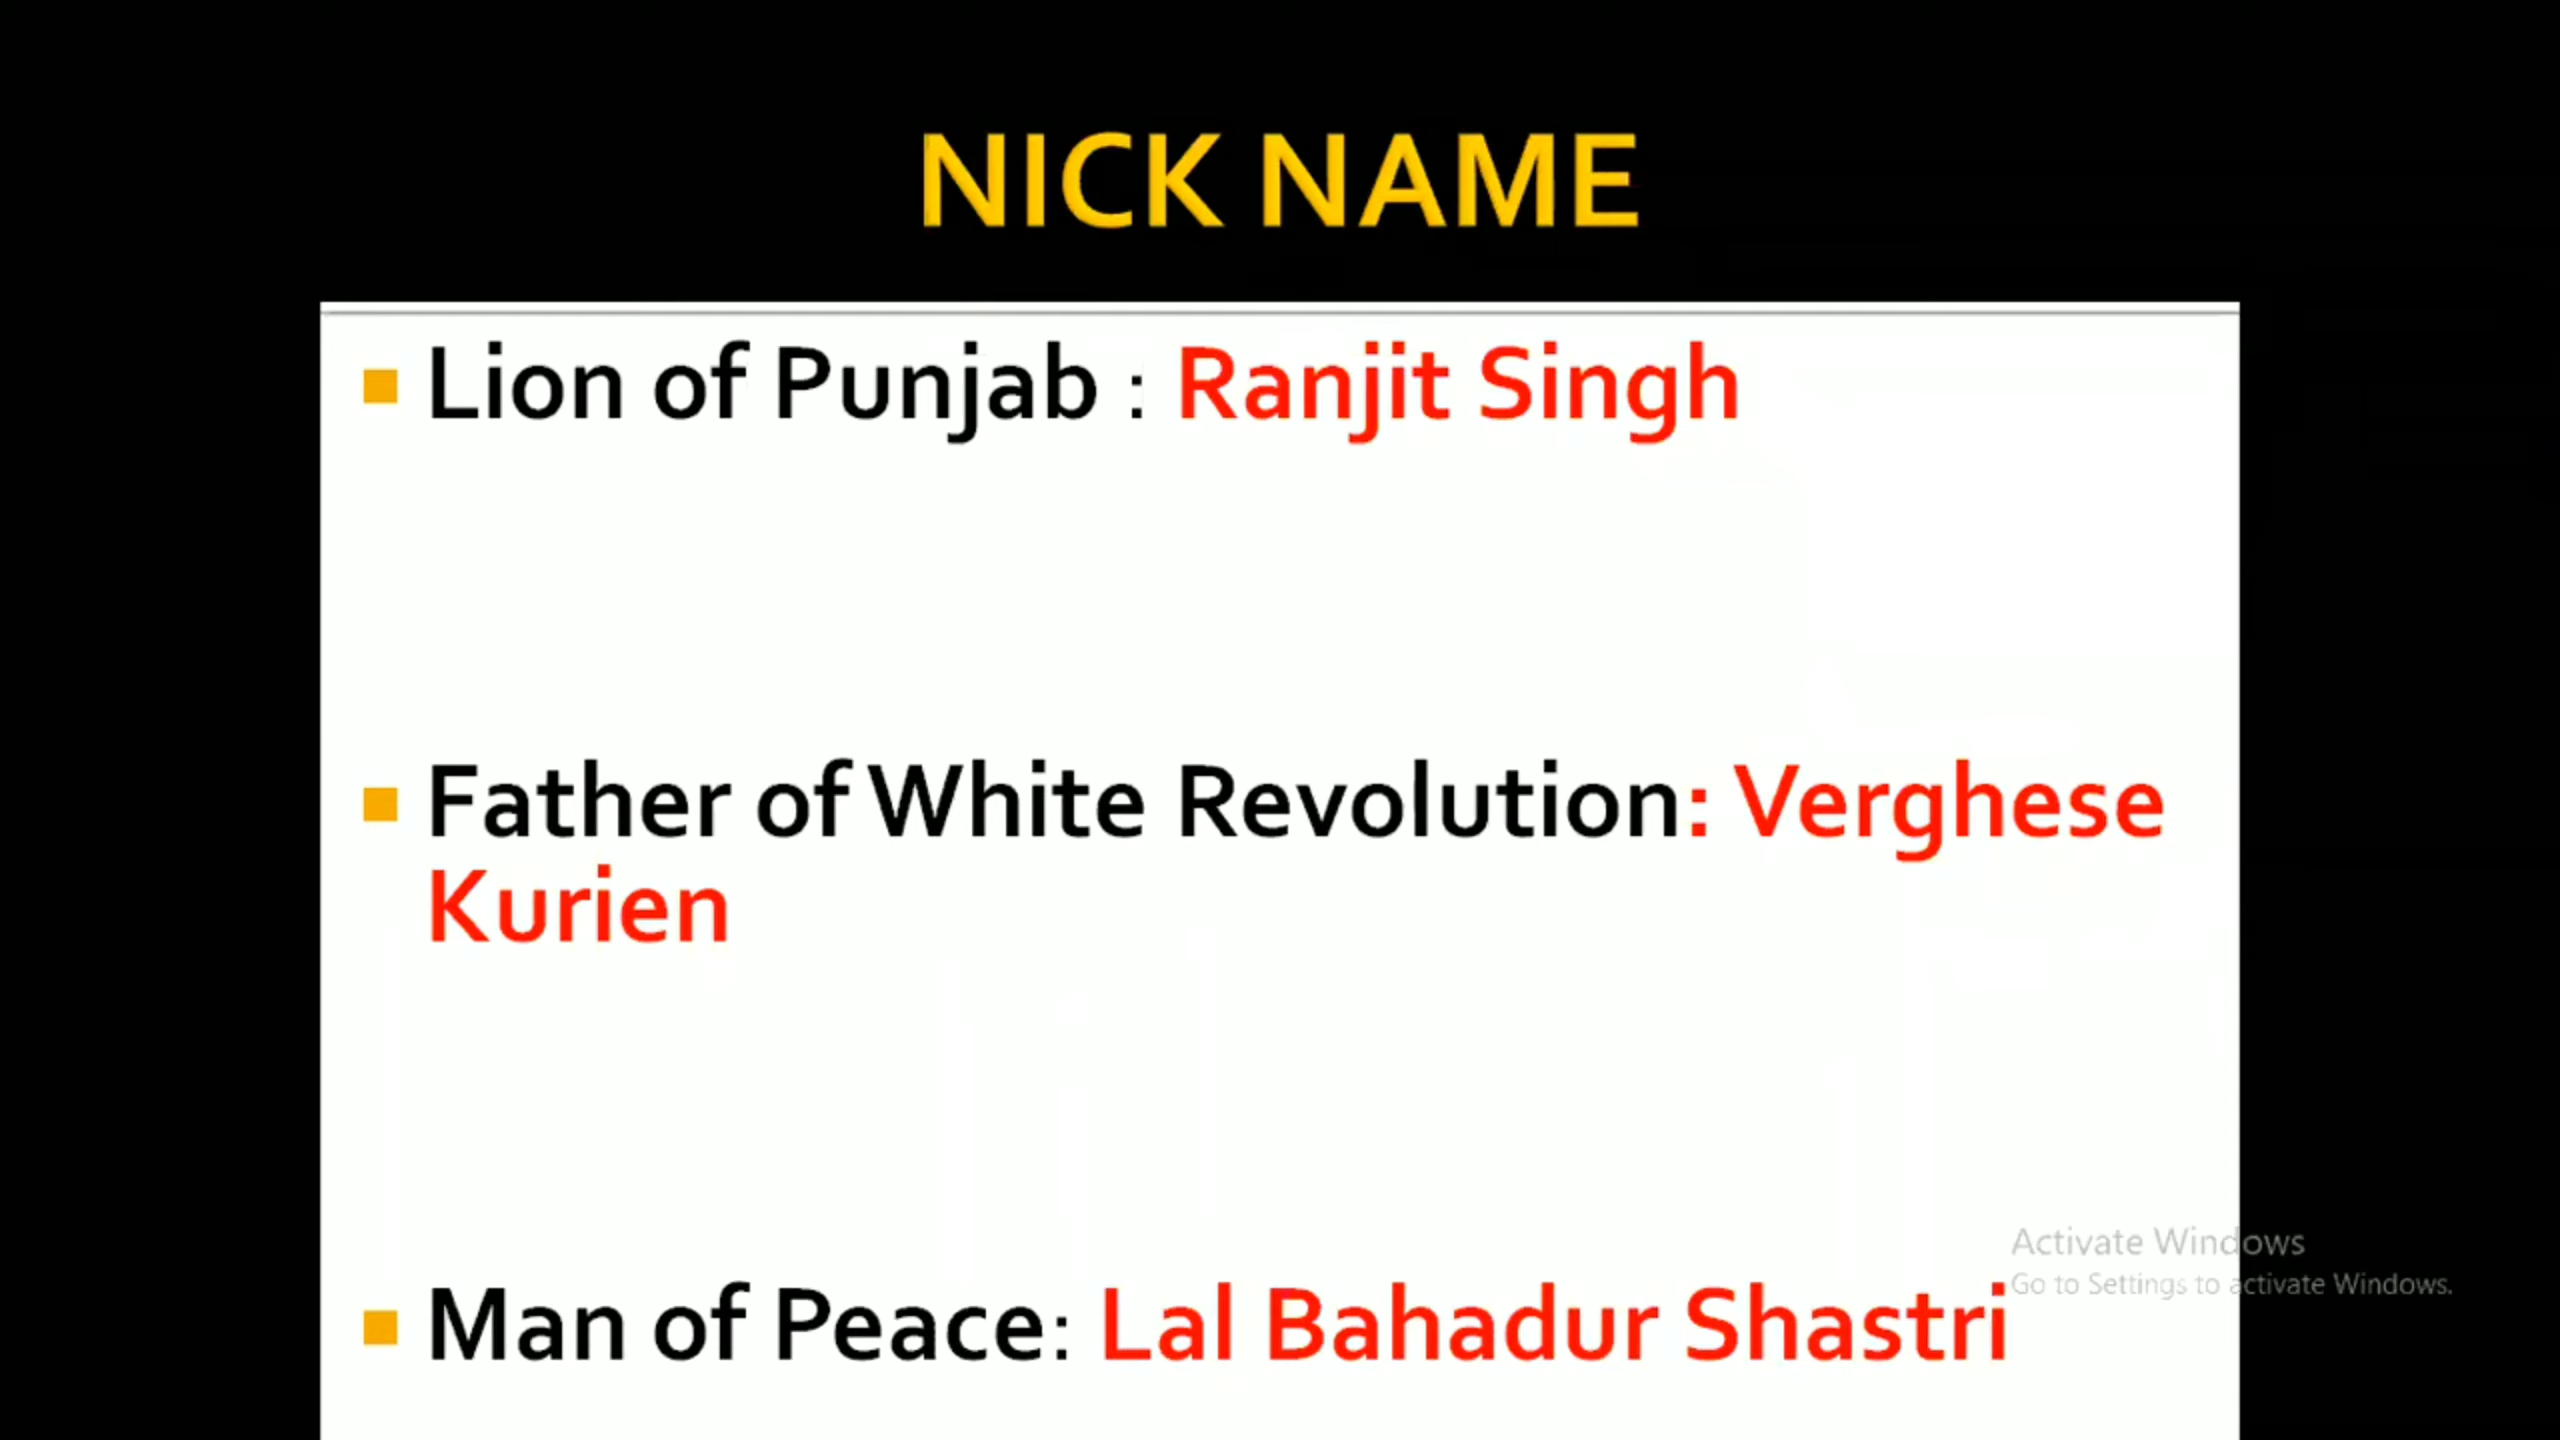 NICK NAME
Lion of Punjab : Ranjit Singh
Father of White Revolution: Verghese
Kurien
Man of Peace: Lal Bahadur Shastri
Activate Windows
Go to Settings to activate Windows.